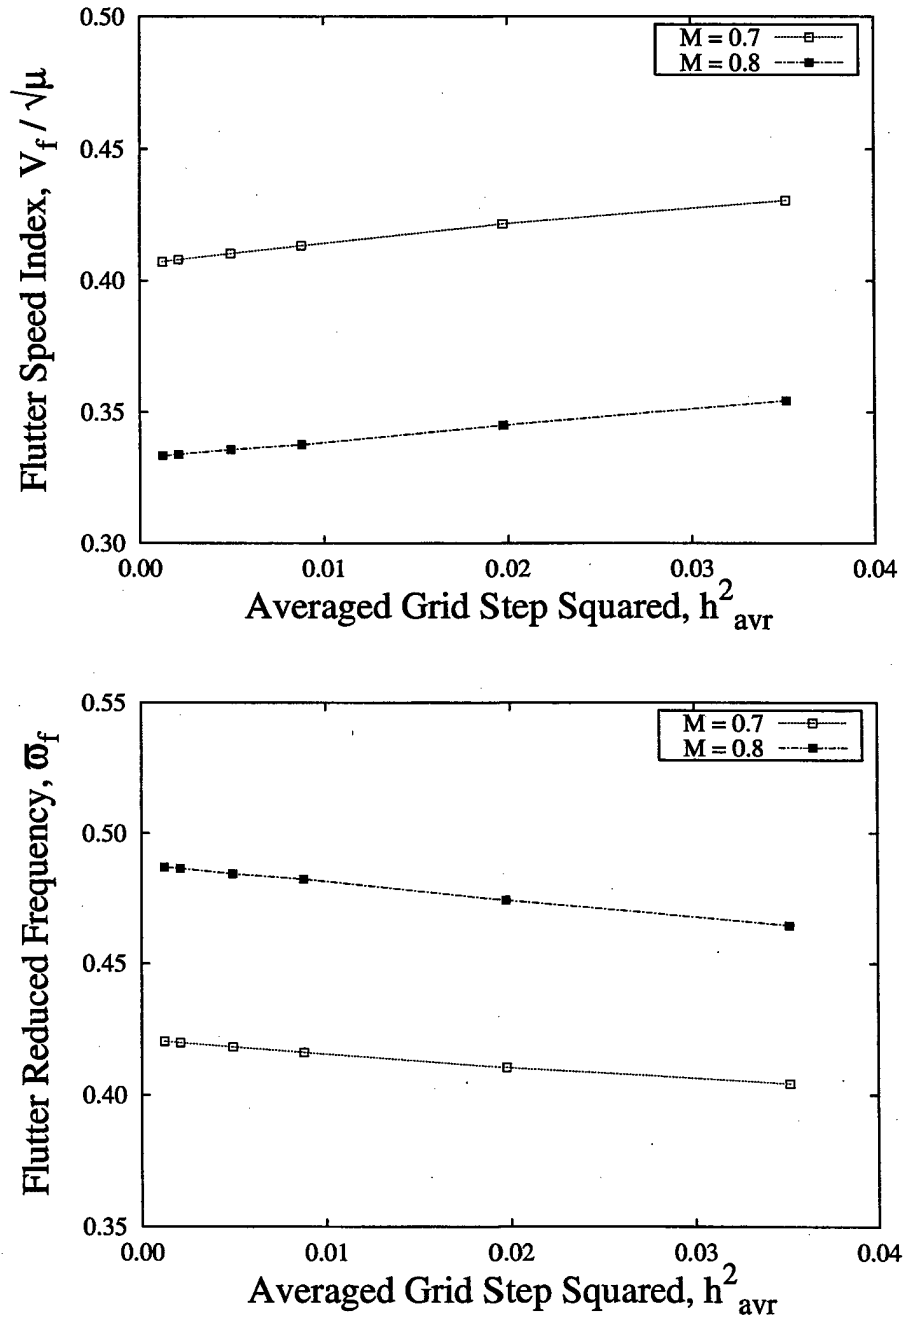 0.50
M = 0.7
M = 0.8
0.45
0.40
0.35
0.30
Flutter Speed Index, V_f / √μ
0.00 0.01 0.02 0.03 0.04
Averaged Grid Step Squared, h²_avr
0.55
M = 0.7
M = 0.8
0.50
0.45
0.40
0.35
Flutter Reduced Frequency, ϖ_f
0.00 0.01 0.02 0.03 0.04
Averaged Grid Step Squared, h²_avr